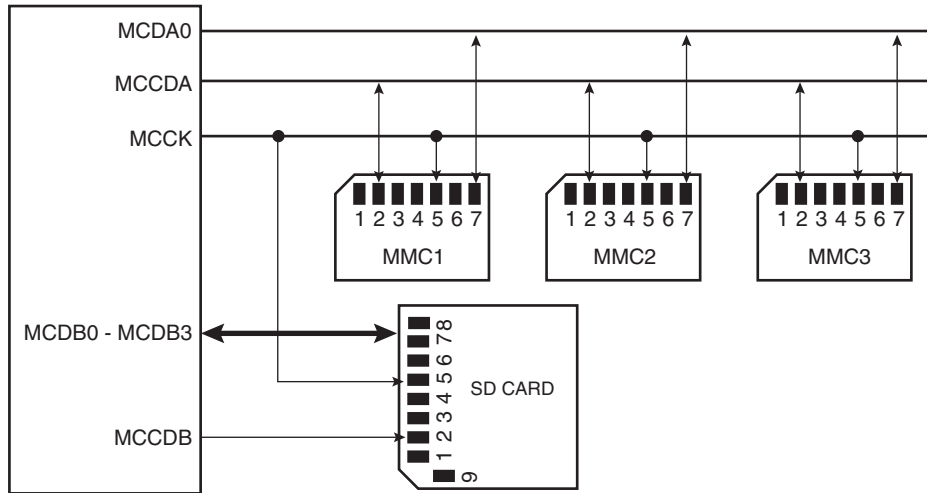 MCDA0
MCCDA
MCCK
1 2 3 4 5 6 7
MMC1
1 2 3 4 5 6 7
MMC2
1 2 3 4 5 6 7
MMC3
MCDB0 - MCDB3
MCCDB
1 2 3 4 5 6 7 8
9
SD CARD